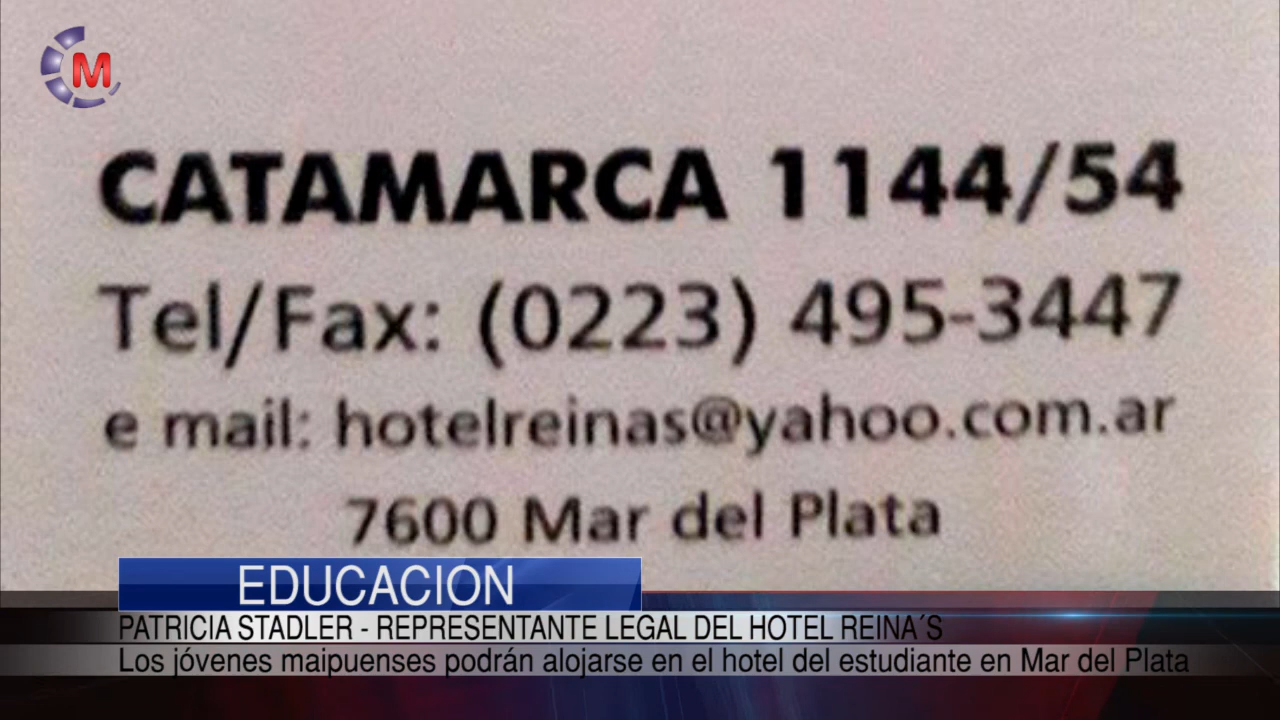 M
CATAMARCA 1144/54
Tel/Fax: (0223) 495-3447
e mail: hotelreinas@yahoo.com.ar
7600 Mar del Plata
EDUCACION
PATRICIA STADLER - REPRESENTANTE LEGAL DEL HOTEL REINA´S
Los jóvenes maipuenses podrán alojarse en el hotel del estudiante en Mar del Plata